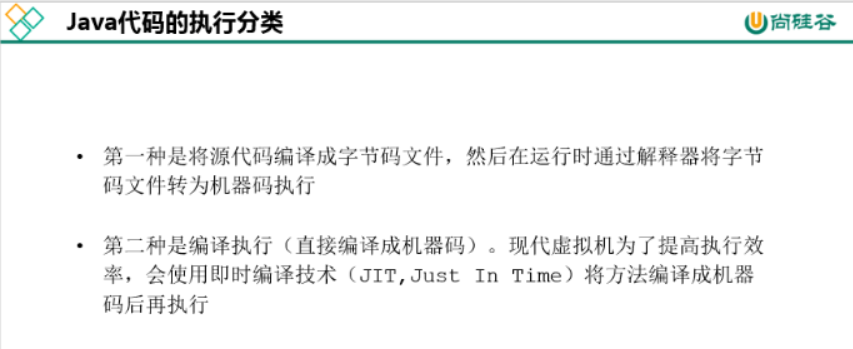 Java代码的执行分类
尚硅谷
• 第一种是将源代码编译成字节码文件，然后在运行时通过解释器将字节
码文件转为机器码执行
• 第二种是编译执行（直接编译成机器码）。现代虚拟机为了提高执行效
率，会使用即时编译技术（JIT,Just In Time）将方法编译成机器
码后再执行